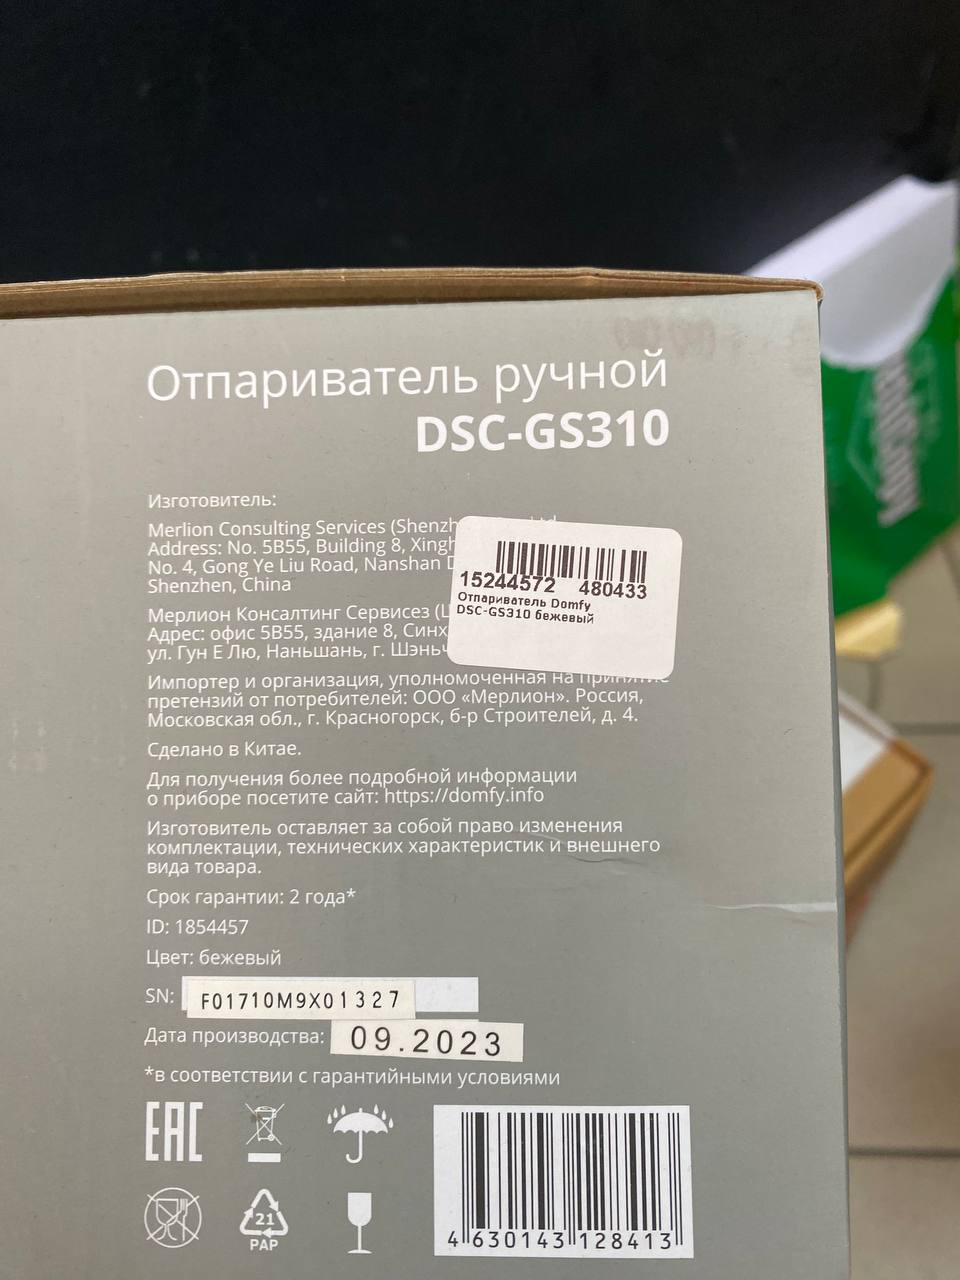 Отпариватель ручной
DSC-GS310
Изготовитель:
Merlion Consulting Services
Address: No. 5B55, Building 8,
No. 4, Gong Ye Liu Road, Nanshan
Shenzhen, China
Мерлион Консалтинг Сервисез
Адрес: офис 5B55, здание 8,
ул. Гун Е Лю, Наньшань, г.
15244572 480433
Отпариватель Domfy
DSC-GS310 бежевый
Импортер и организация, уполномоченная на принятие
претензий от потребителей: ООО «Мерлион». Россия,
Московская обл., г. Красногорск, б-р Строителей, д. 4.
Сделано в Китае.
Для получения более подробной информации
о приборе посетите сайт: https://domfy.info
Изготовитель оставляет за собой право изменения
комплектации, технических характеристик и внешнего
вида товара.
Срок гарантии: 2 года*
ID: 1854457
Цвет: бежевый
SN: F01710M9X01327
Дата производства: 09.2023
*в соответствии с гарантийными условиями
EAC
21
PAP
4 630143 128413